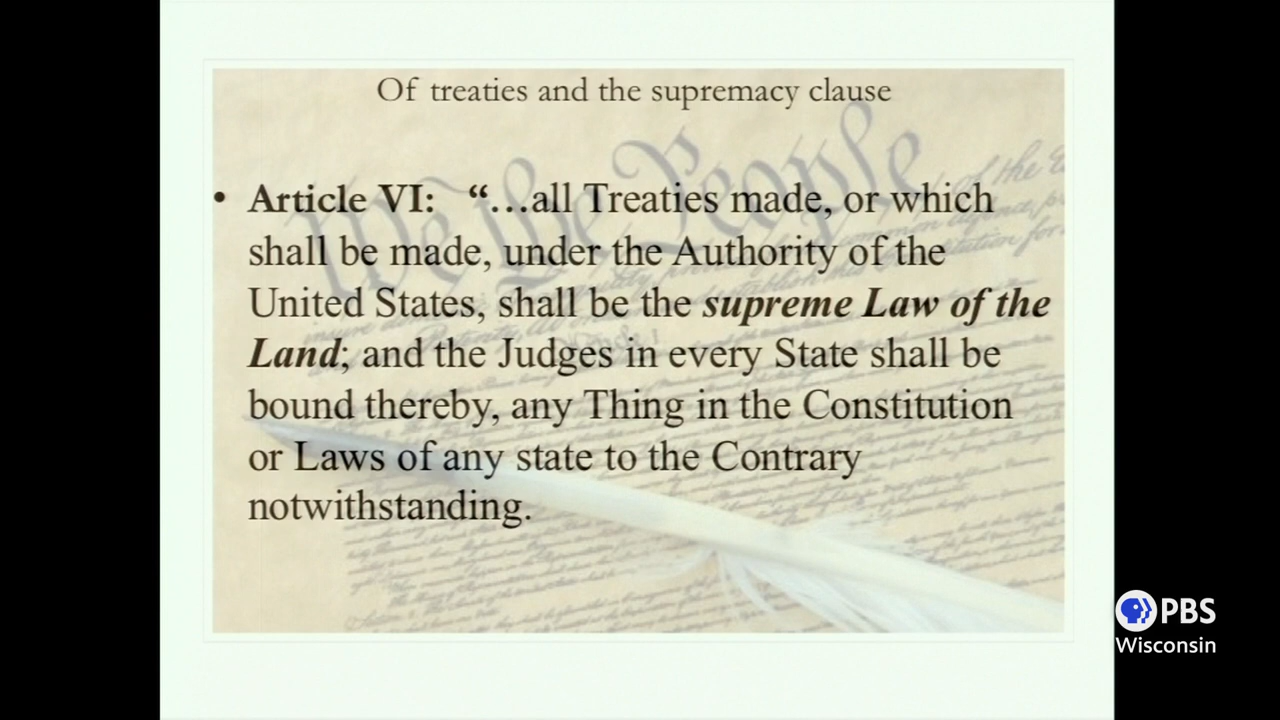 Of treaties and the supremacy clause
• Article VI: “…all Treaties made, or which
shall be made, under the Authority of the
United States, shall be the supreme Law of the
Land; and the Judges in every State shall be
bound thereby, any Thing in the Constitution
or Laws of any state to the Contrary
notwithstanding.
We the People
PBS
Wisconsin